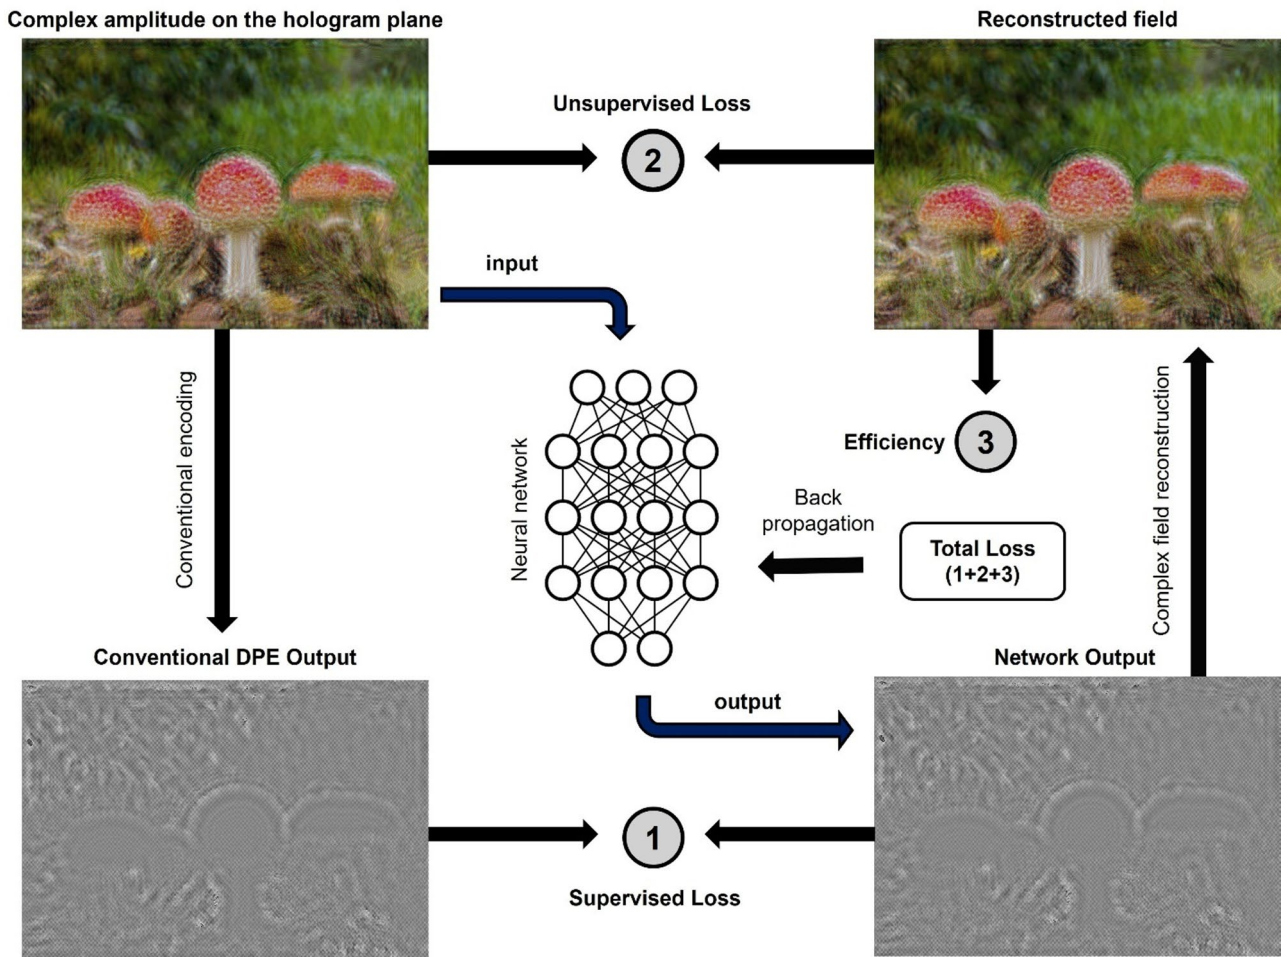 Complex amplitude on the hologram plane
Reconstructed field
Unsupervised Loss
2
input
Conventional encoding
Neural network
Efficiency
3
Back
propagation
Total Loss
(1+2+3)
Complex field reconstruction
Conventional DPE Output
Network Output
output
1
Supervised Loss